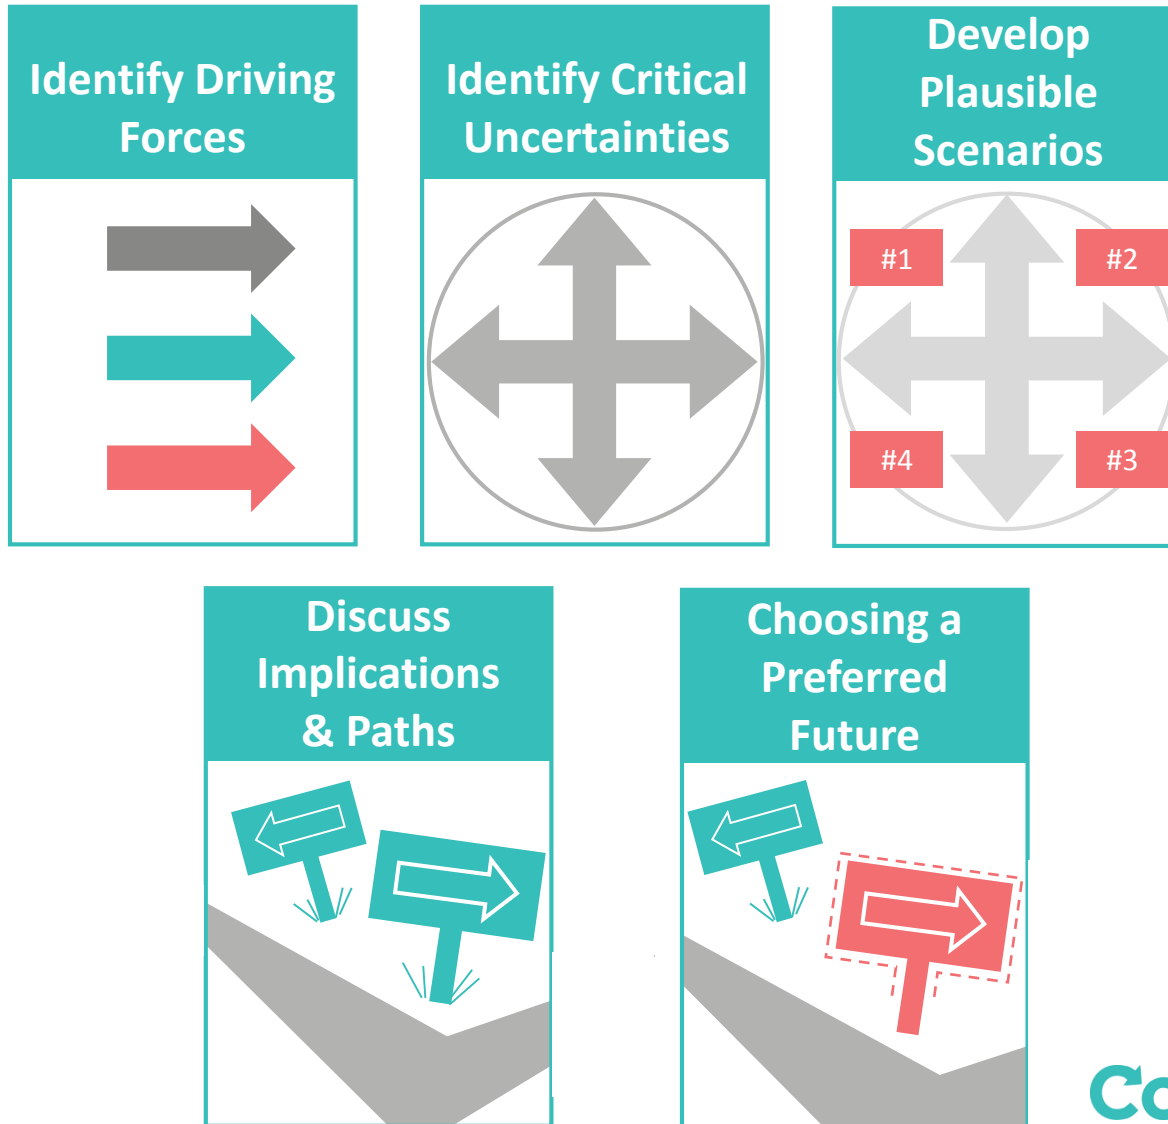 Identify Driving
Forces
Identify Critical
Uncertainties
Develop
Plausible
Scenarios
#1
#2
#4
#3
Discuss
Implications
& Paths
Choosing a
Preferred
Future
Co